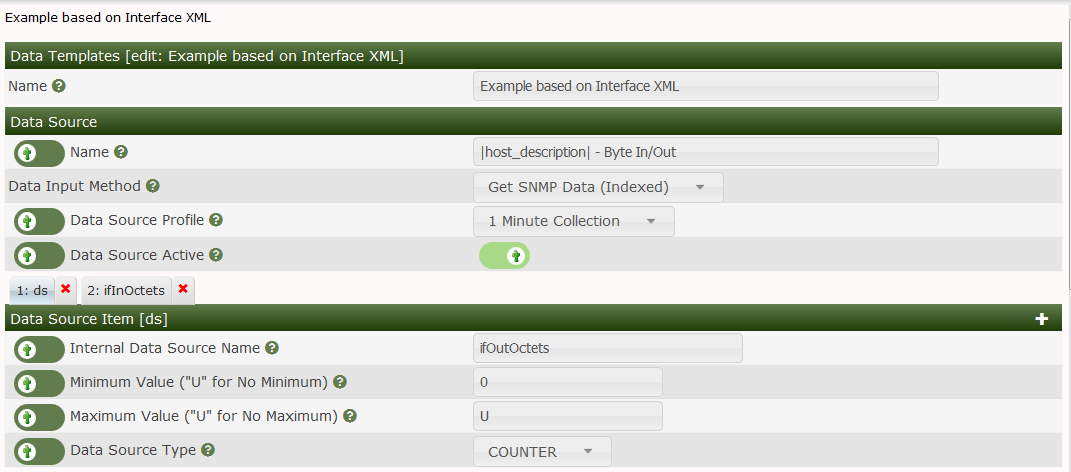 Example based on Interface XML
Data Templates [edit: Example based on Interface XML]
Name Example based on Interface XML
Data Source
Name |host_description| - Byte In/Out
Data Input Method Get SNMP Data (Indexed)
Data Source Profile 1 Minute Collection
Data Source Active
1: ds 2: ifInOctets
Data Source Item [ds]
Internal Data Source Name ifOutOctets
Minimum Value ("U" for No Minimum) 0
Maximum Value ("U" for No Maximum) U
Data Source Type COUNTER